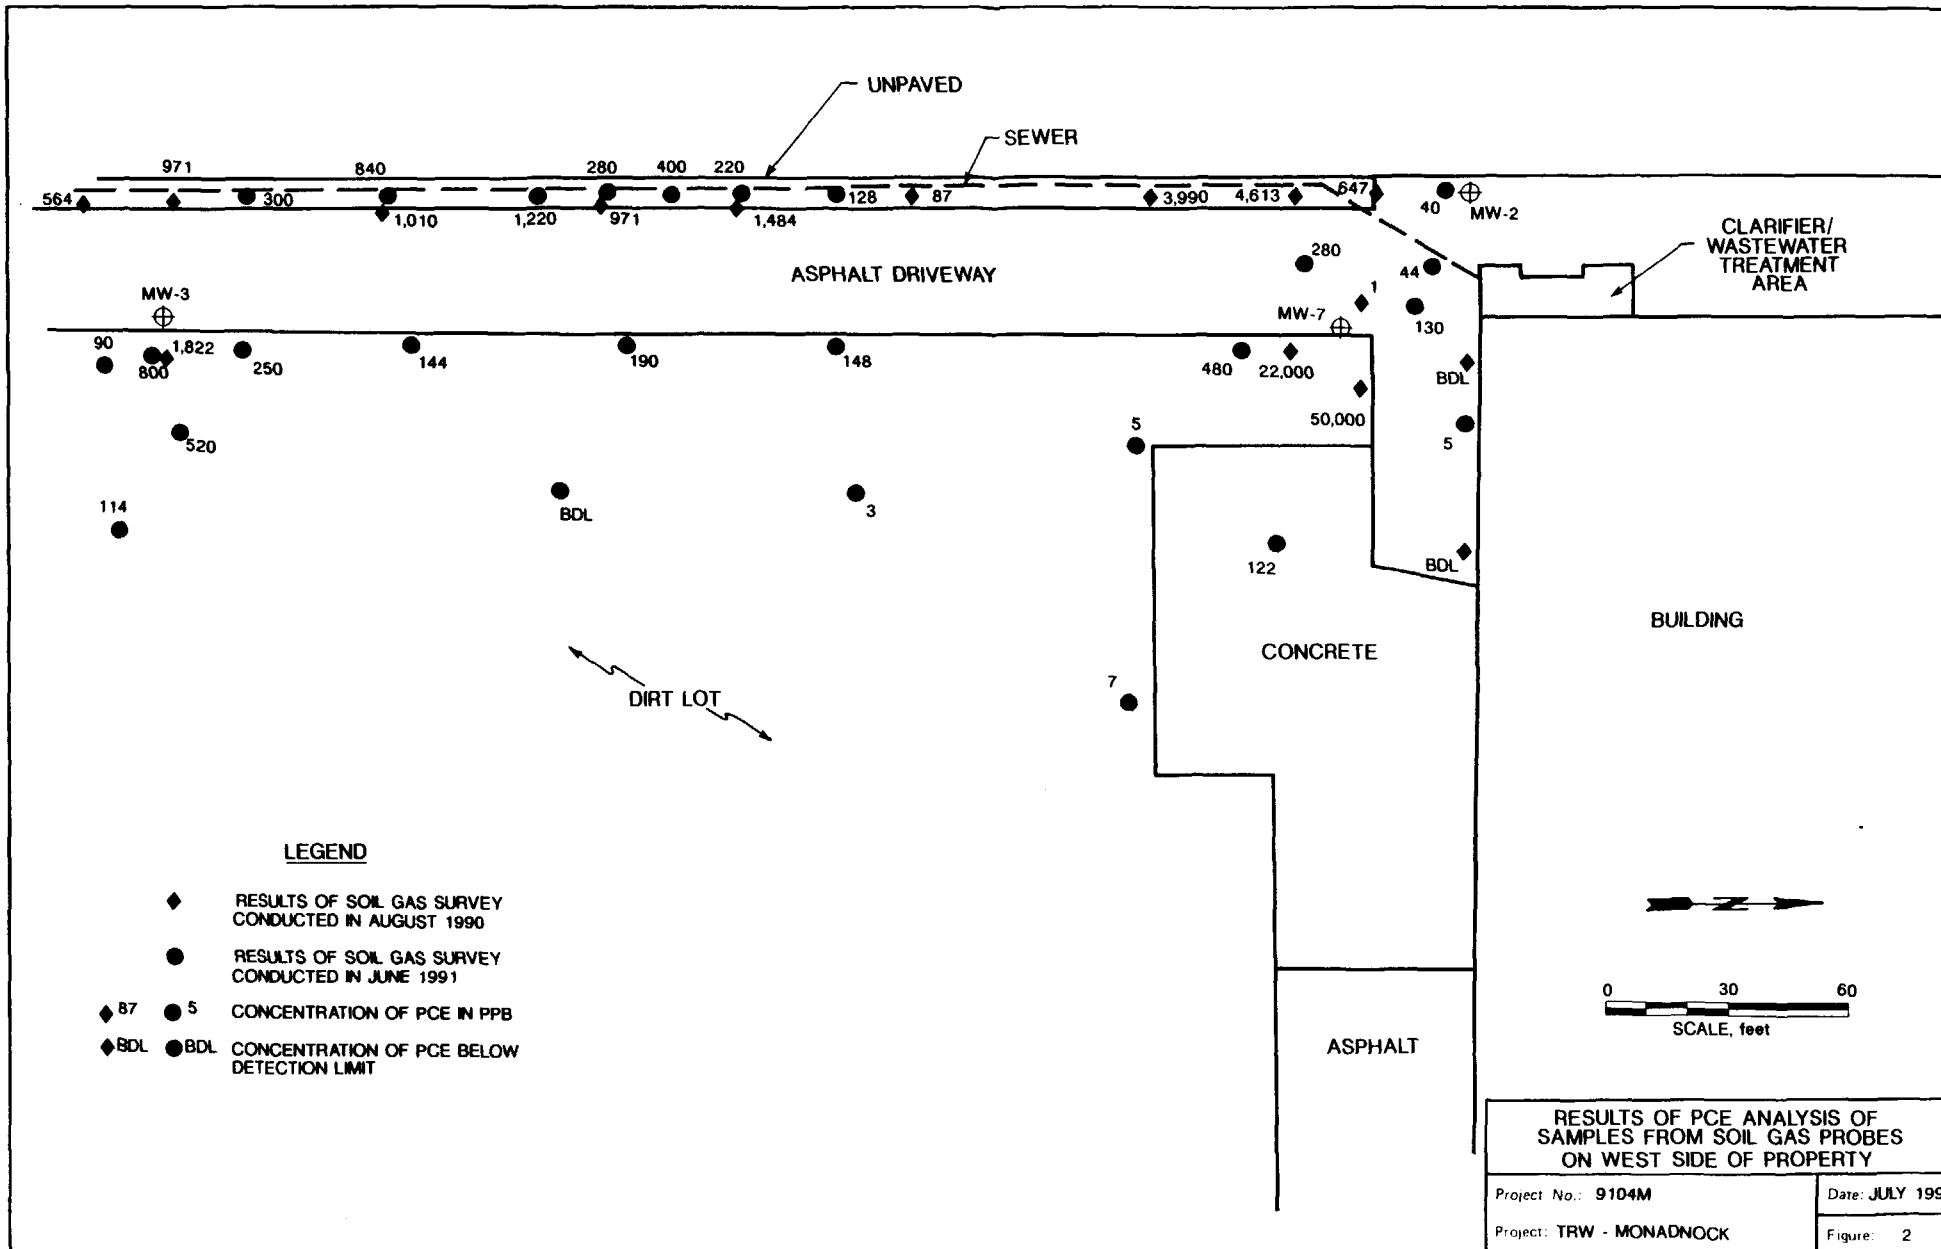 UNPAVED
SEWER
971
840
280
400
220
647
564
300
1,010
1,220
971
1,484
128
87
3,990
4,613
40
MW-2
CLARIFIER/
WASTEWATER
TREATMENT
AREA
ASPHALT DRIVEWAY
280
44
1
130
MW-3
MW-7
90
1,822
800
250
144
190
148
480
22,000
BDL
50,000
5
5
520
114
BDL
3
122
BDL
BUILDING
CONCRETE
7
DIRT LOT
LEGEND
RESULTS OF SOIL GAS SURVEY
CONDUCTED IN AUGUST 1990
RESULTS OF SOIL GAS SURVEY
CONDUCTED IN JUNE 1991
87 5 CONCENTRATION OF PCE IN PPB
BDL BDL CONCENTRATION OF PCE BELOW
DETECTION LIMIT
Z
0 30 60
SCALE, feet
ASPHALT
RESULTS OF PCE ANALYSIS OF
SAMPLES FROM SOIL GAS PROBES
ON WEST SIDE OF PROPERTY
Project No.: 9104M
Date: JULY 199
Project: TRW - MONADNOCK
Figure: 2